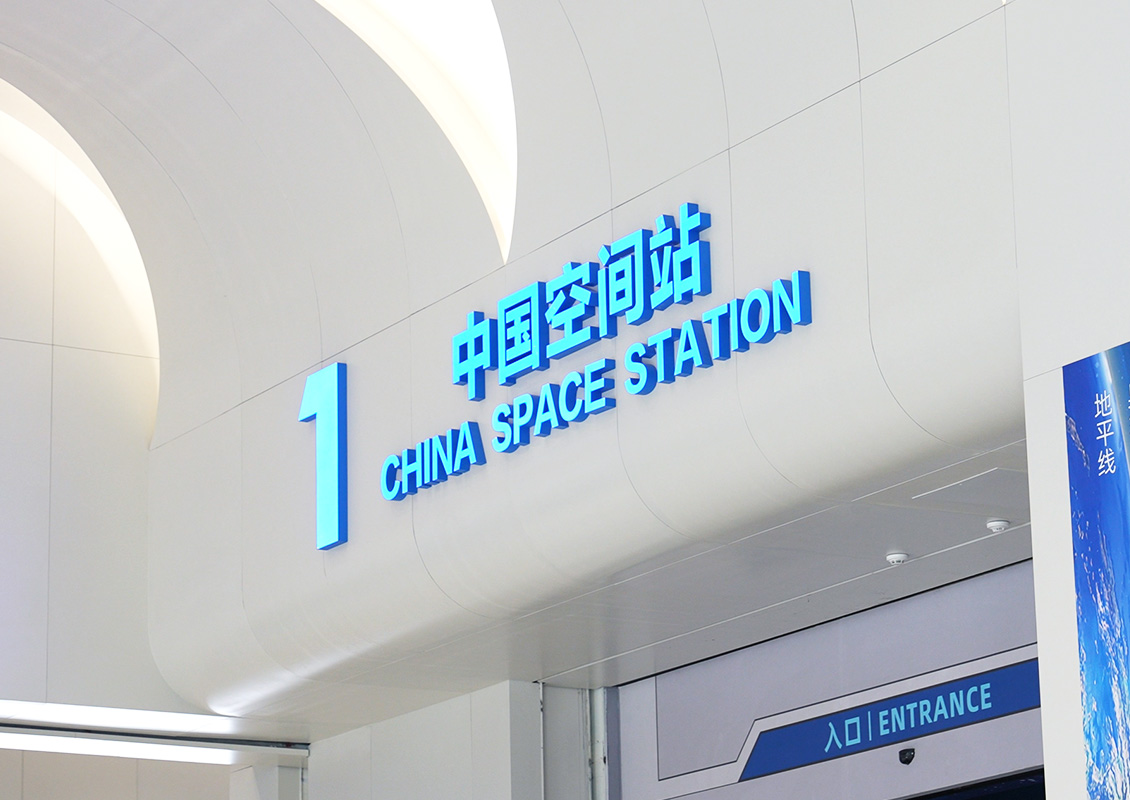 1
中国空间站
CHINA SPACE STATION
入口 | ENTRANCE
地平线